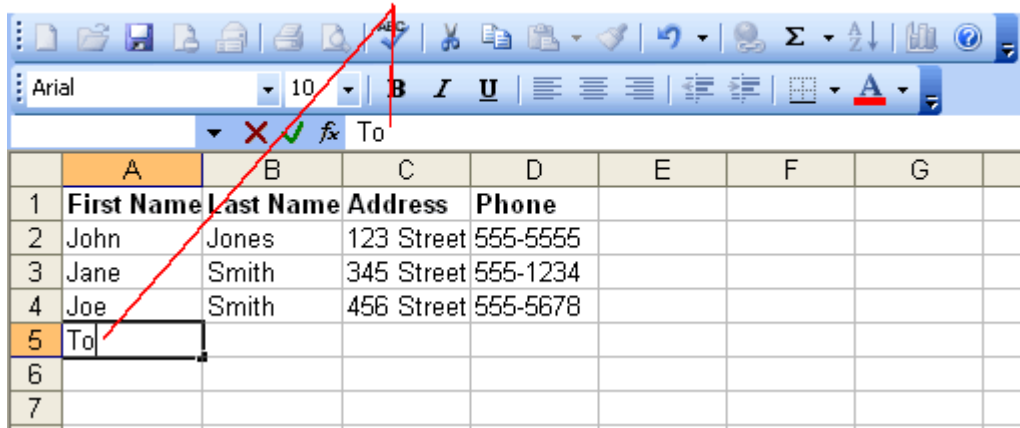 ABC Σ A Z ?
Arial 10 B I U A
fx To
A B C D E F G
1 First Name Last Name Address Phone
2 John Jones 123 Street 555-5555
3 Jane Smith 345 Street 555-1234
4 Joe Smith 456 Street 555-5678
5 To
6
7